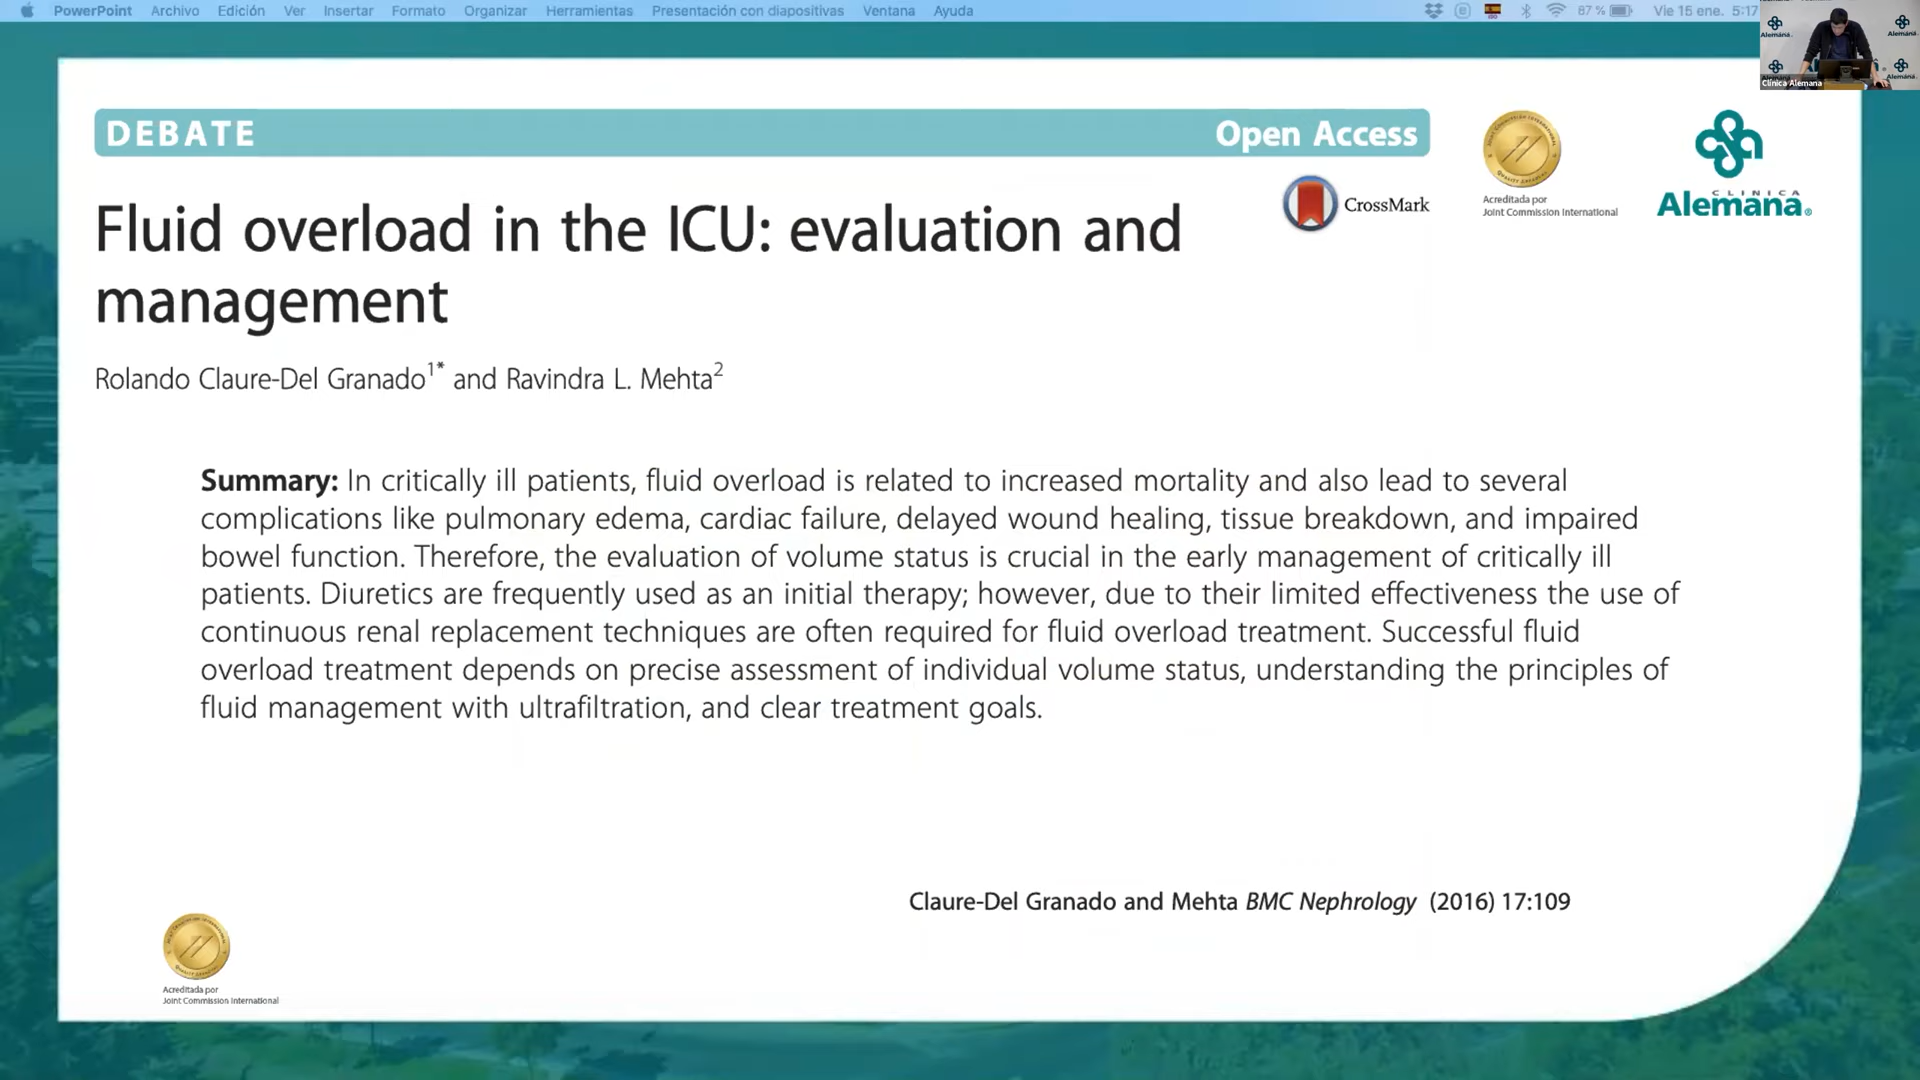 PowerPoint Archivo Edición Ver Insertar Formato Organizar Herramientas Presentación con diapositivas Ventana Ayuda 87 % Vie 15 ene. 5:17
Alemana
Alemana
Alemana
Clínica Alemana
DEBATE Open Access
CrossMark
Acreditada por
Joint Commission International
CLINICA
Alemana®
Fluid overload in the ICU: evaluation and
management
Rolando Claure-Del Granado1* and Ravindra L. Mehta2
Summary: In critically ill patients, fluid overload is related to increased mortality and also lead to several
complications like pulmonary edema, cardiac failure, delayed wound healing, tissue breakdown, and impaired
bowel function. Therefore, the evaluation of volume status is crucial in the early management of critically ill
patients. Diuretics are frequently used as an initial therapy; however, due to their limited effectiveness the use of
continuous renal replacement techniques are often required for fluid overload treatment. Successful fluid
overload treatment depends on precise assessment of individual volume status, understanding the principles of
fluid management with ultrafiltration, and clear treatment goals.
Claure-Del Granado and Mehta BMC Nephrology (2016) 17:109
Acreditada por
Joint Commission International